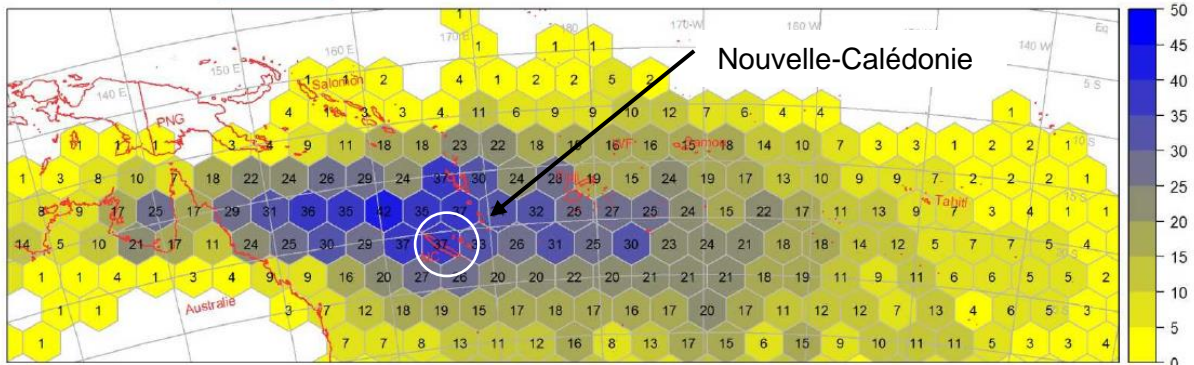 1 180 170 W 160 W Eq 50
160 E 170 E 1 1 1 Nouvelle-Calédonie 140 W 45
150 E 1 1 2 4 1 2 2 5 2 5 S 40
140 E Salomon
4 1 3 3 4 11 6 9 9 10 12 7 6 4 4 1 35
PNG
1 1 3 4 9 11 18 18 23 22 18 16 16 18 14 10 7 3 3 1 2 2 1 10 S
Samoa
1 3 8 10 18 22 24 26 29 24 37 30 24 28 19 15 24 19 17 13 10 9 9 7 2 2 2 1 30
8 9 17 25 17 29 31 36 35 42 35 37 32 25 27 25 24 15 22 17 11 13 9 7 3 4 1 1 15 S 25
Tahiti
14 5 10 21 17 11 24 25 30 29 37 37 33 26 31 25 30 23 24 21 18 14 10 6 5 7 5 4 20
NC
1 1 4 1 3 4 9 9 16 20 27 26 20 20 22 20 21 21 21 18 19 11 9 11 6 6 5 5 2 15
Australie
1 1 3 7 12 18 19 15 17 18 17 18 17 20 17 11 12 12 7 13 4 6 5 3 10
1 7 7 8 13 11 12 16 8 13 17 15 6 15 9 10 11 11 5 3 3 5
0